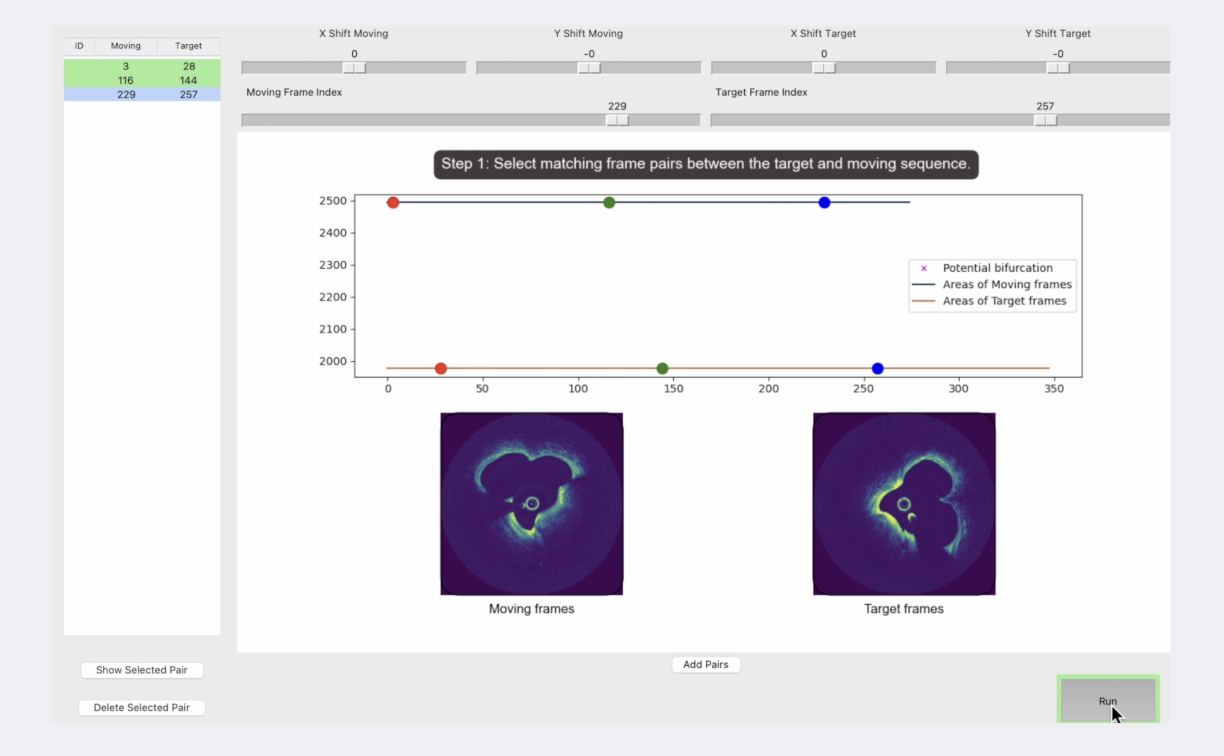 ID Moving Target
3 28
116 144
229 257
X Shift Moving Y Shift Moving X Shift Target Y Shift Target
0 -0 0 -0
Moving Frame Index Target Frame Index
229 257
Step 1: Select matching frame pairs between the target and moving sequence.
2500
2400
2300
2200
2100
2000
0 50 100 150 200 250 300 350
Potential bifurcation
Areas of Moving frames
Areas of Target frames
Moving frames Target frames
Show Selected Pair
Delete Selected Pair
Add Pairs
Run